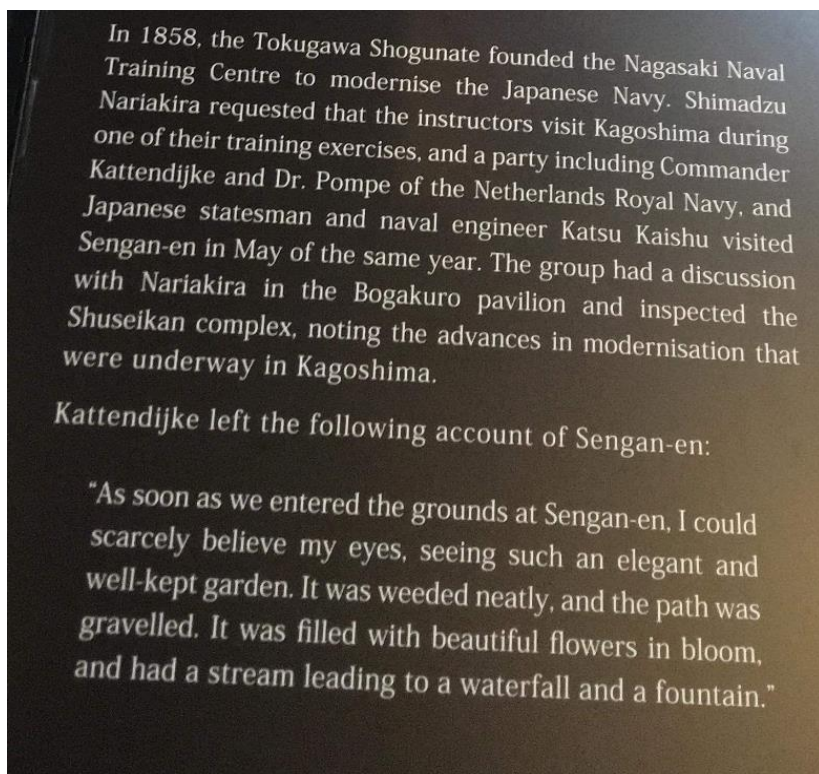 In 1858, the Tokugawa Shogunate founded the Nagasaki Naval
Training Centre to modernise the Japanese Navy. Shimadzu
Nariakira requested that the instructors visit Kagoshima during
one of their training exercises, and a party including Commander
Kattendijke and Dr. Pompe of the Netherlands Royal Navy, and
Japanese statesman and naval engineer Katsu Kaishu visited
Sengan-en in May of the same year. The group had a discussion
with Nariakira in the Bogakuro pavilion and inspected the
Shuseikan complex, noting the advances in modernisation that
were underway in Kagoshima.
Kattendijke left the following account of Sengan-en:
“As soon as we entered the grounds at Sengan-en, I could
scarcely believe my eyes, seeing such an elegant and
well-kept garden. It was weeded neatly, and the path was
gravelled. It was filled with beautiful flowers in bloom,
and had a stream leading to a waterfall and a fountain.”